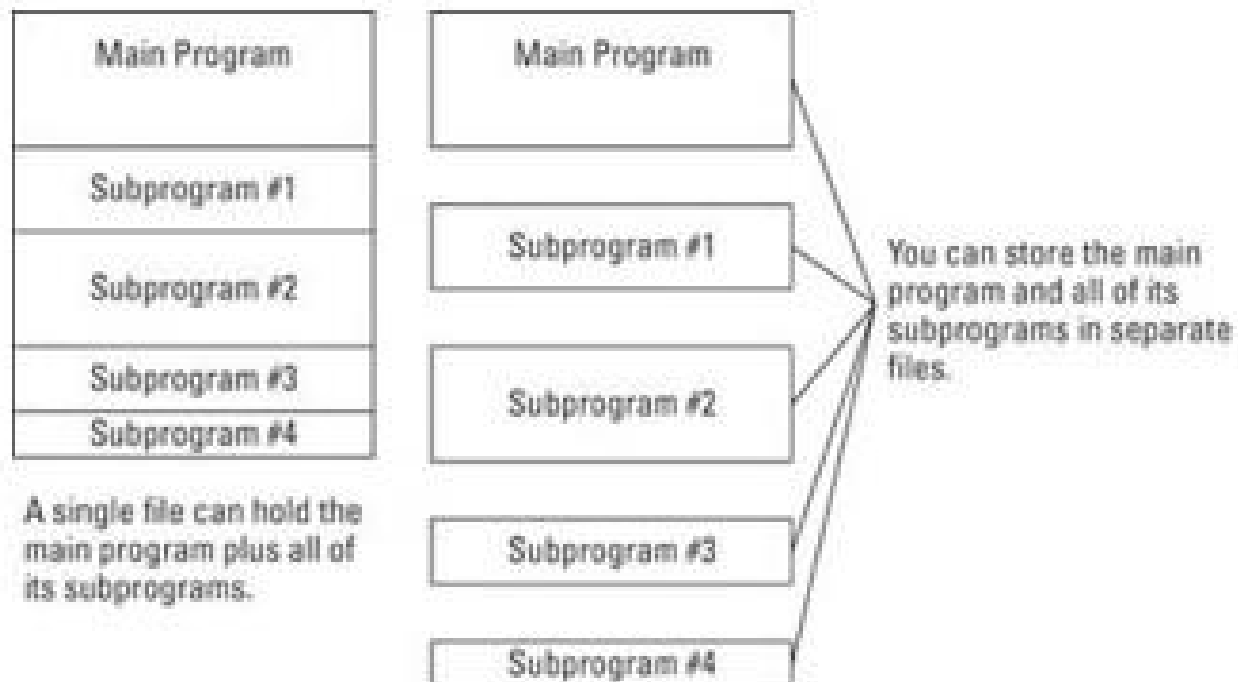 Main Program
Subprogram #1
Subprogram #2
Subprogram #3
Subprogram #4
A single file can hold the
main program plus all of
its subprograms.
Main Program
Subprogram #1
Subprogram #2
Subprogram #3
Subprogram #4
You can store the main
program and all of its
subprograms in separate
files.